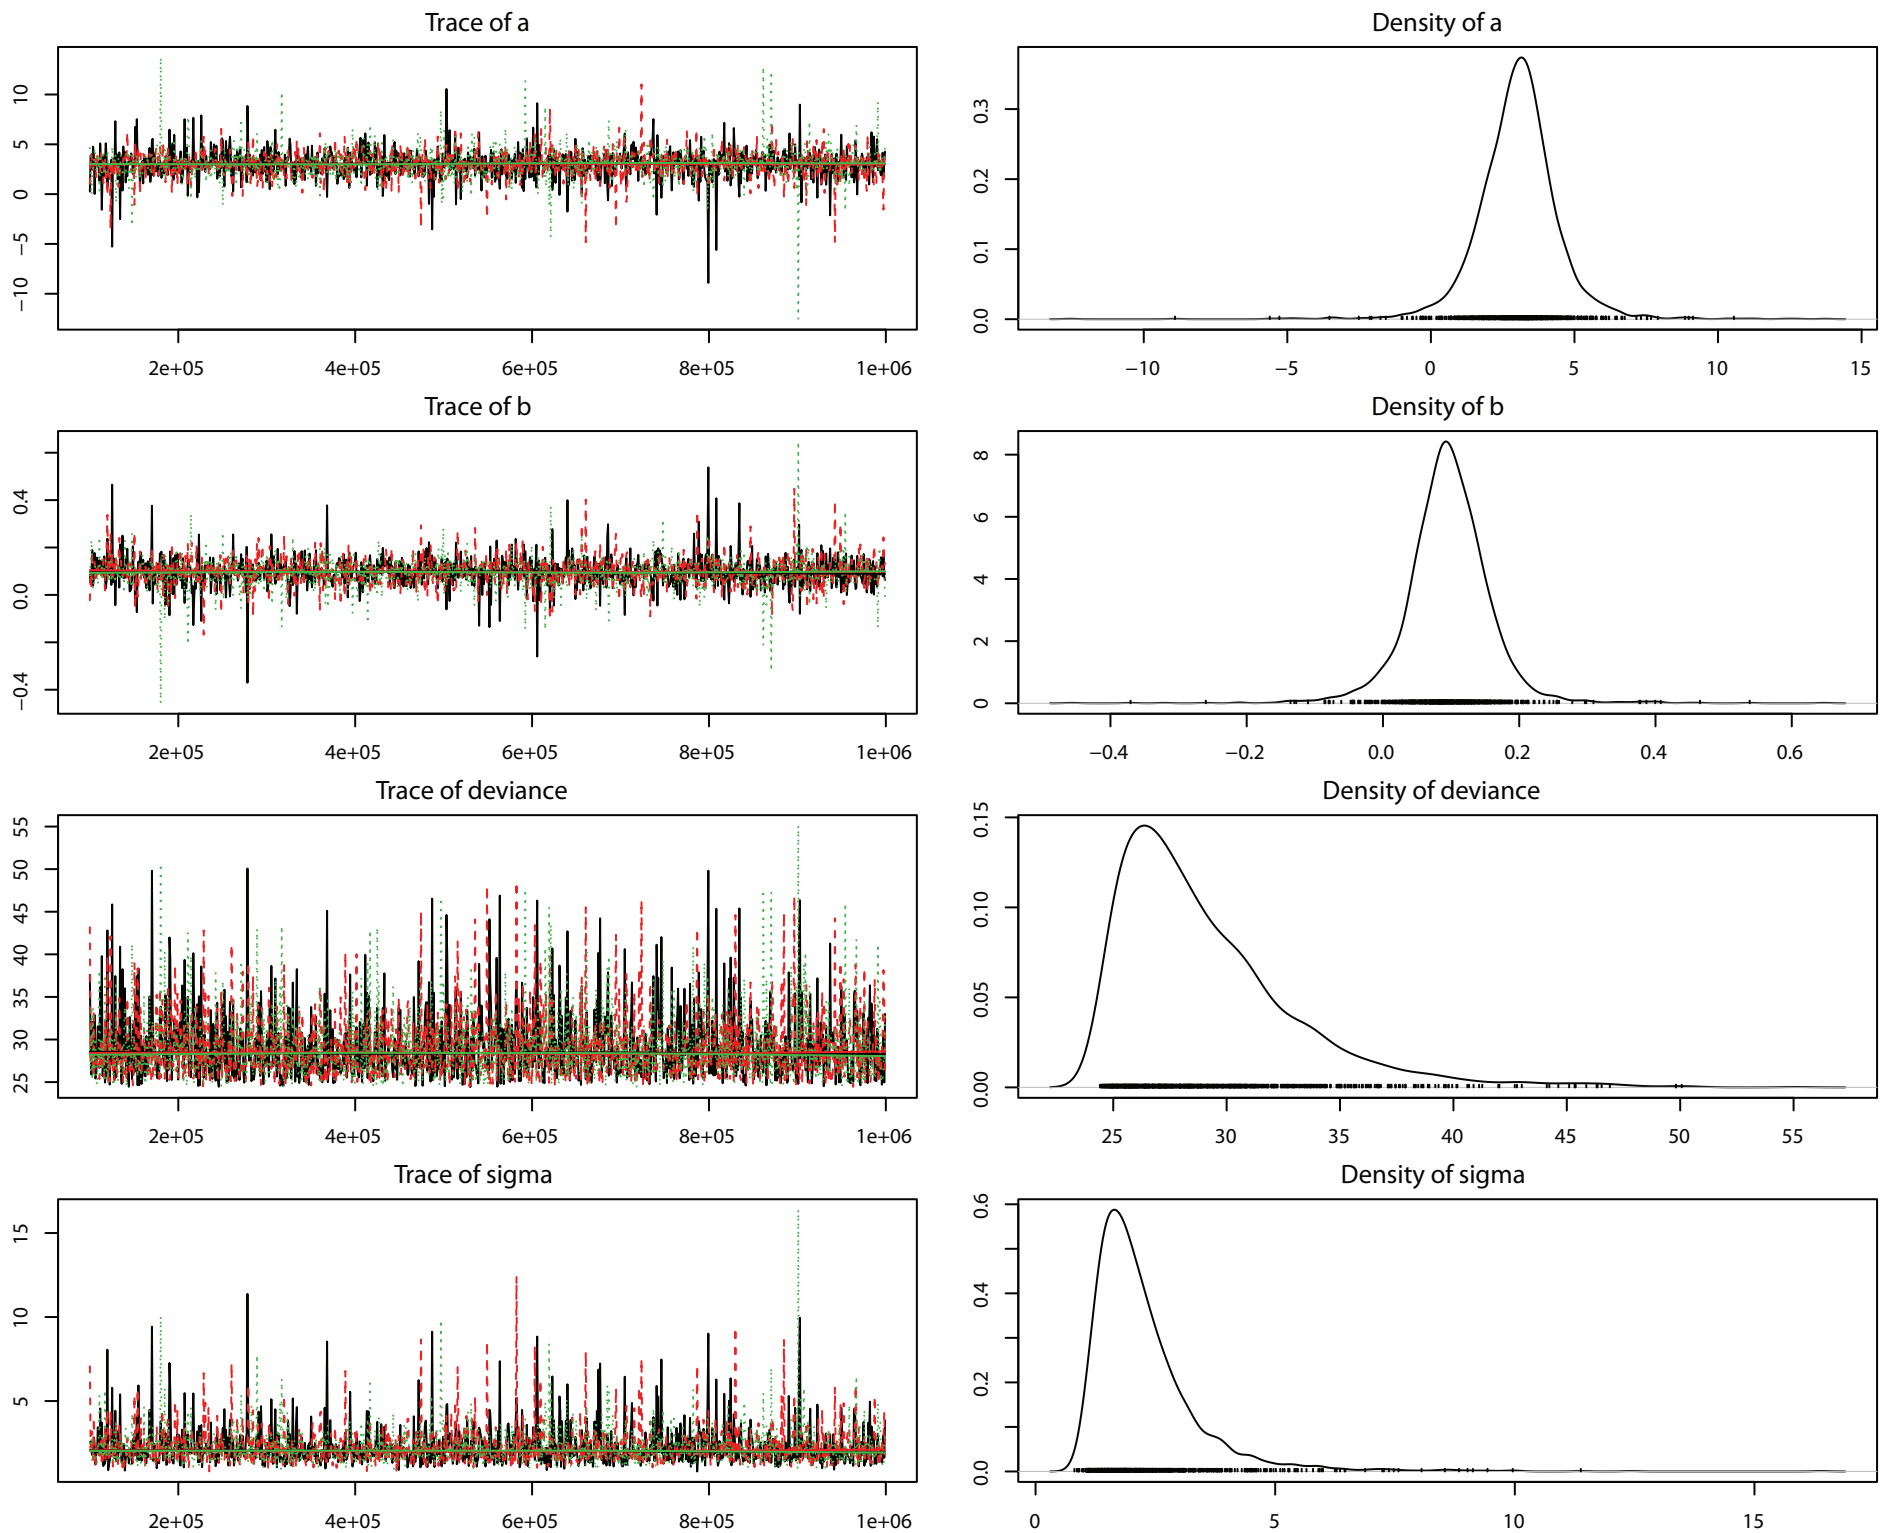 Trace of a
10
5
0
−5
−10
2e+05 4e+05 6e+05 8e+05 1e+06
Density of a
0.3
0.2
0.1
0.0
−10 −5 0 5 10 15
Trace of b
0.4
0.0
−0.4
2e+05 4e+05 6e+05 8e+05 1e+06
Density of b
8
6
4
2
0
−0.4 −0.2 0.0 0.2 0.4 0.6
Trace of deviance
55
50
45
40
35
30
25
2e+05 4e+05 6e+05 8e+05 1e+06
Density of deviance
0.15
0.10
0.05
0.00
25 30 35 40 45 50 55
Trace of sigma
15
10
5
2e+05 4e+05 6e+05 8e+05 1e+06
Density of sigma
0.6
0.4
0.2
0.0
0 5 10 15